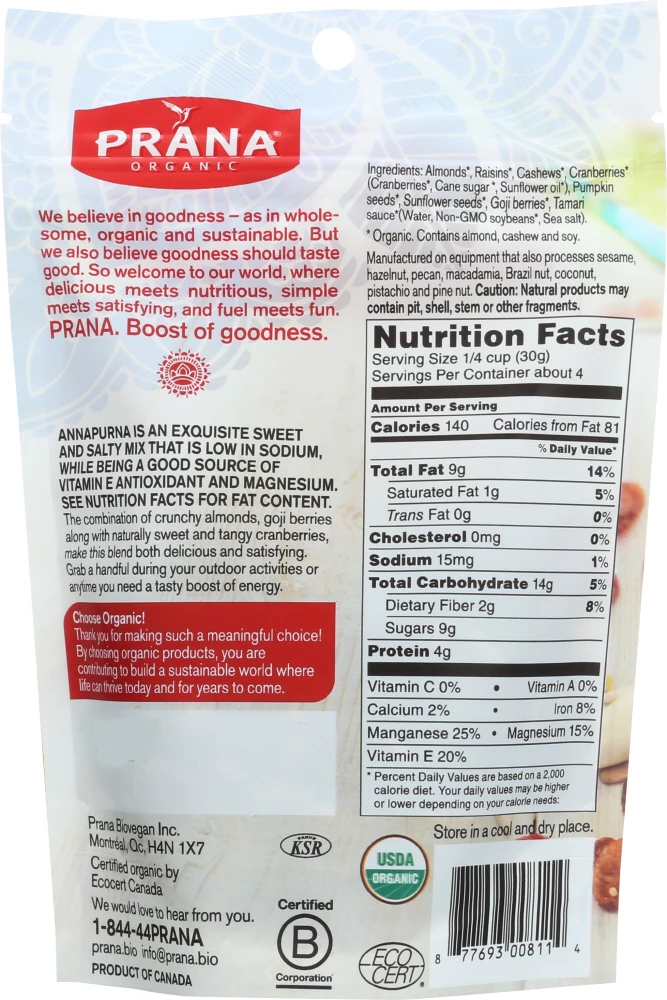 PRANA®
ORGANIC
We believe in goodness – as in whole-
some, organic and sustainable. But
we also believe goodness should taste
good. So welcome to our world, where
delicious meets nutritious, simple
meets satisfying, and fuel meets fun.
PRANA. Boost of goodness.
ANNAPURNA IS AN EXQUISITE SWEET
AND SALTY MIX THAT IS LOW IN SODIUM,
WHILE BEING A GOOD SOURCE OF
VITAMIN E ANTIOXIDANT AND MAGNESIUM.
SEE NUTRITION FACTS FOR FAT CONTENT.
The combination of crunchy almonds, goji berries
along with naturally sweet and tangy cranberries,
make this blend both delicious and satisfying.
Grab a handful during your outdoor activities or
anytime you need a tasty boost of energy.
Choose Organic!
Thank you for making such a meaningful choice!
By choosing organic products, you are
contributing to build a sustainable world where
life can thrive today and for years to come.
Prana Biovegan Inc.
Montréal, Qc, H4N 1X7
Certified organic by
Ecocert Canada
We would love to hear from you.
1-844-44PRANA
prana.bio info@prana.bio
PRODUCT OF CANADA
Ingredients: Almonds*, Raisins*, Cashews*, Cranberries*
(Cranberries*, Cane sugar*, Sunflower oil*), Pumpkin
seeds*, Sunflower seeds*, Goji berries*, Tamari
sauce*(Water, Non-GMO soybeans*, Sea salt).
*Organic. Contains almond, cashew and soy.
Manufactured on equipment that also processes sesame,
hazelnut, pecan, macadamia, Brazil nut, coconut,
pistachio and pine nut. Caution: Natural products may
contain pit, shell, stem or other fragments.
Nutrition Facts
Serving Size 1/4 cup (30g)
Servings Per Container about 4
Amount Per Serving
Calories 140 Calories from Fat 81
% Daily Value*
Total Fat 9g 14%
Saturated Fat 1g 5%
Trans Fat 0g 0%
Cholesterol 0mg 0%
Sodium 15mg 1%
Total Carbohydrate 14g 5%
Dietary Fiber 2g 8%
Sugars 9g
Protein 4g
Vitamin C 0% • Vitamin A 0%
Calcium 2% • Iron 8%
Manganese 25% • Magnesium 15%
Vitamin E 20%
* Percent Daily Values are based on a 2,000
calorie diet. Your daily values may be higher
or lower depending on your calorie needs:
Store in a cool and dry place.
PARVE
KSR
Certified
B
Corporation
USDA
ORGANIC
ECO
CERT
8 77693 00811 4